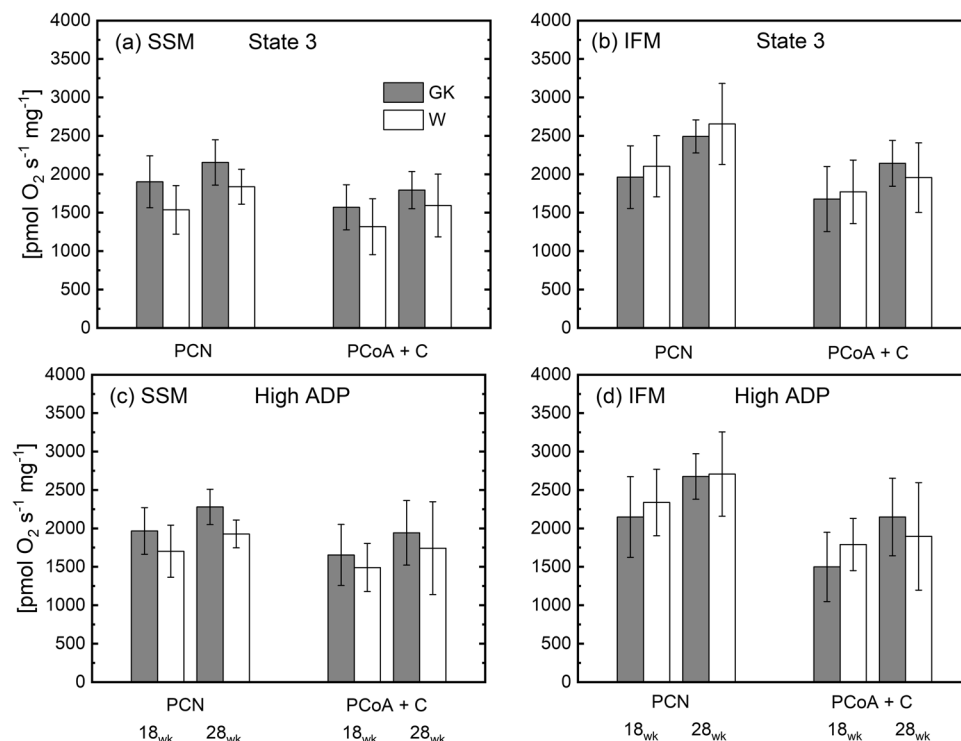 (a) SSM State 3
GK
W
[pmol O₂ s⁻¹ mg⁻¹]
4000
3500
3000
2500
2000
1500
1000
500
0
PCN PCoA + C
(b) IFM State 3
4000
3500
3000
2500
2000
1500
1000
500
0
PCN PCoA + C
(c) SSM High ADP
[pmol O₂ s⁻¹ mg⁻¹]
4000
3500
3000
2500
2000
1500
1000
500
0
PCN PCoA + C
18wk 28wk 18wk 28wk
(d) IFM High ADP
4000
3500
3000
2500
2000
1500
1000
500
0
PCN PCoA + C
18wk 28wk 18wk 28wk